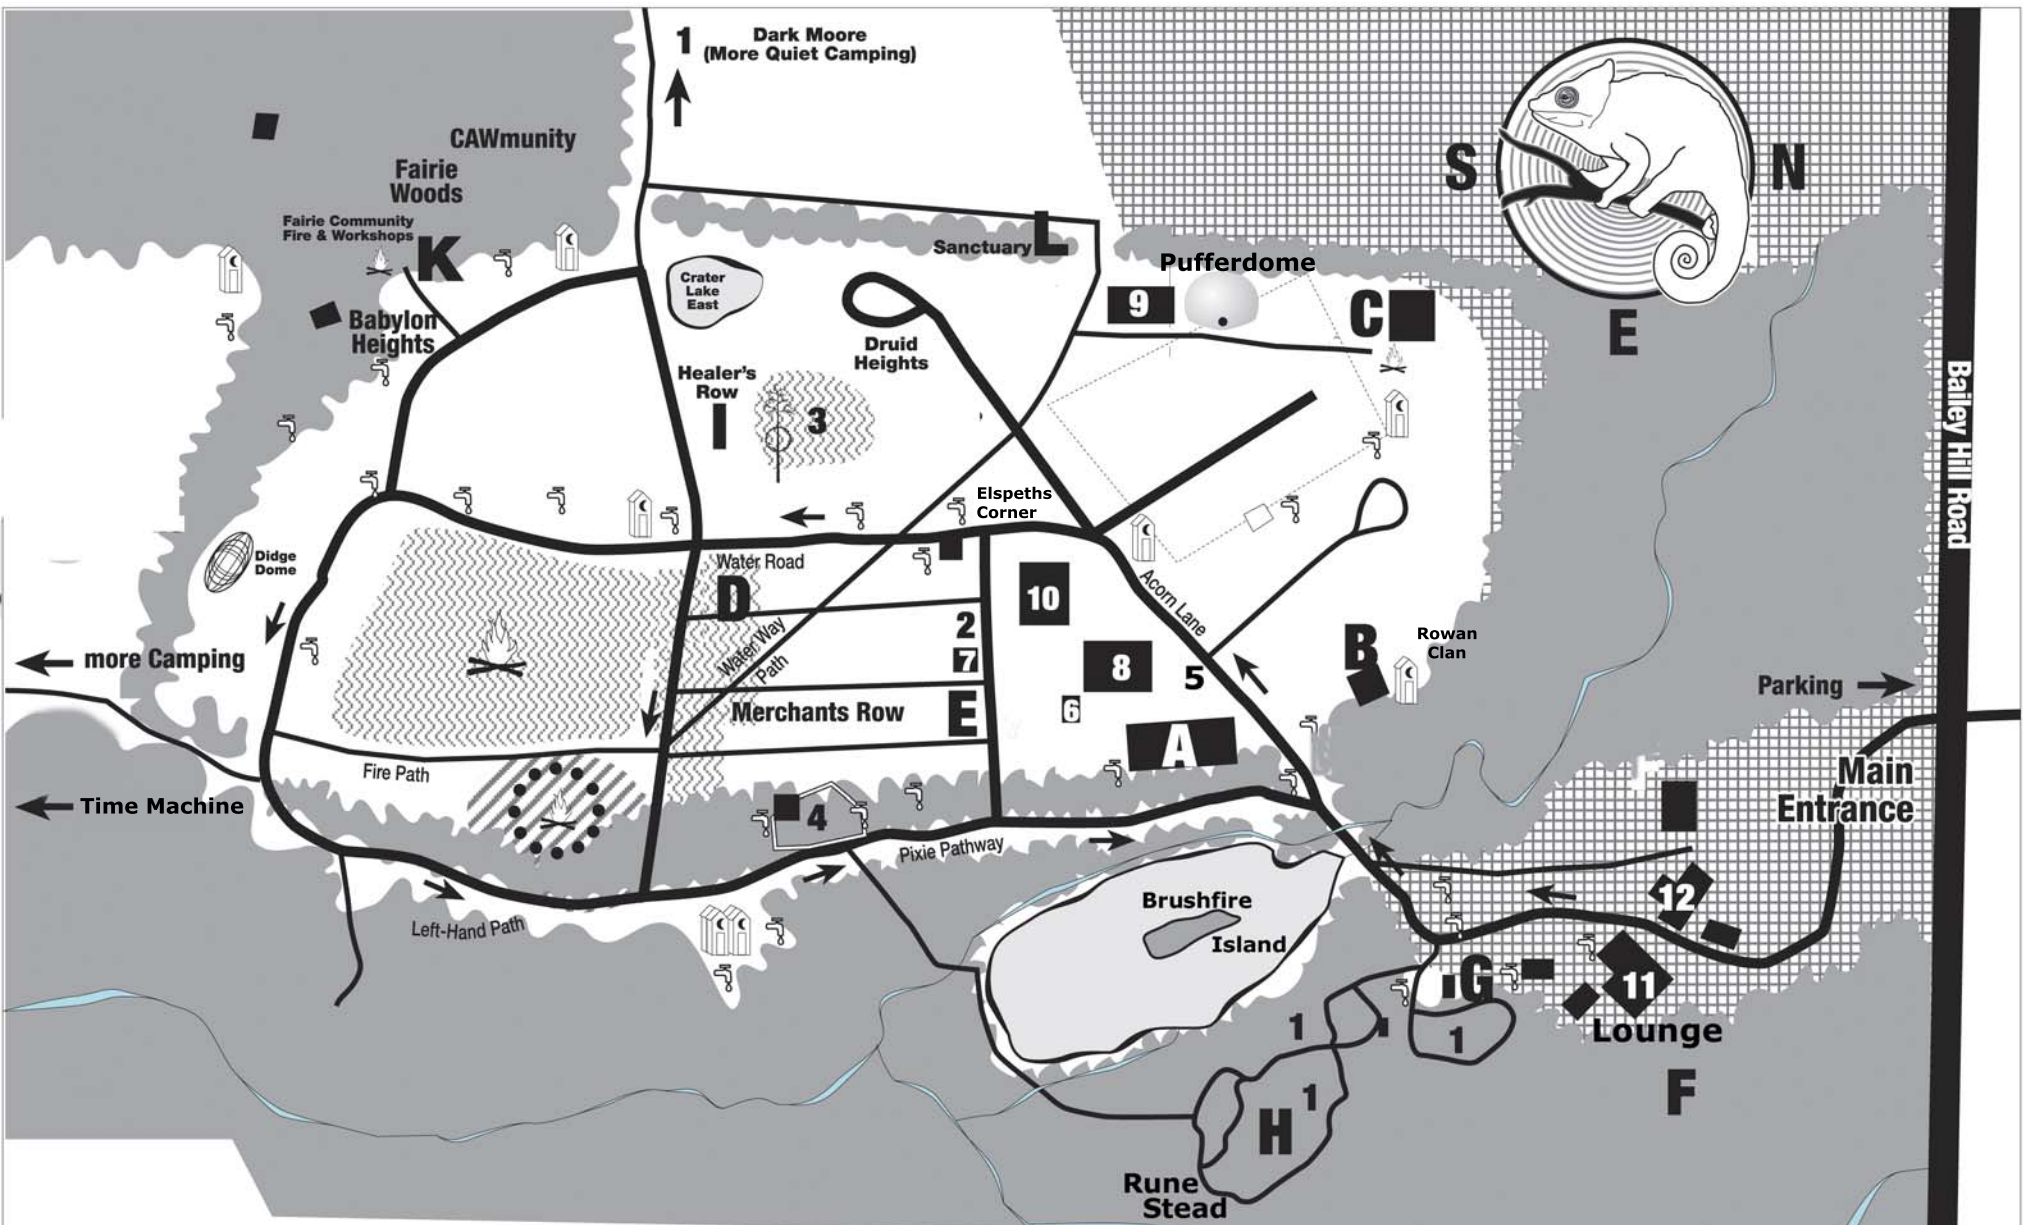 1
Dark Moore
(More Quiet Camping)
CAWmunity
Fairie
Woods
Fairie Community
Fire & Workshops
K
Babylon
Heights
Crater
Lake
East
Sanctuary
L
Druid
Heights
Healer's
Row
I
3
Pufferdome
9
C
S
N
E
Bailey Hill Road
Elspeths
Corner
Didge
Dome
Water Road
D
Water Way
Path
2
7
10
8
6
5
Acorn Lane
B
Rowan
Clan
more Camping
Merchants Row
E
A
Parking
Main
Entrance
Time Machine
Fire Path
4
Pixie Pathway
Left-Hand Path
Brushfire
Island
12
G
11
Lounge
F
1
1
1
H
Rune
Stead